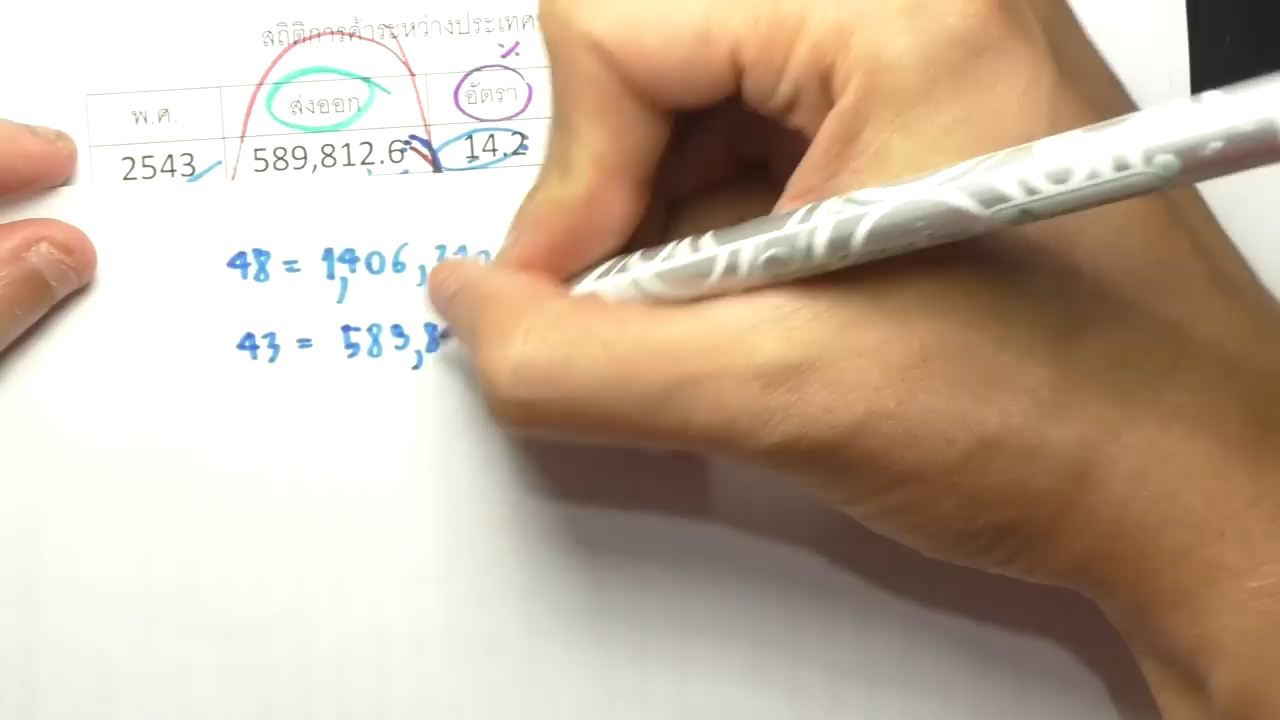 สถิติการค้าระหว่างประเทศ
%
พ.ศ. ส่งออก อัตรา
2543 589,812.6 14.2
48 = 1,406,
43 = 589,8